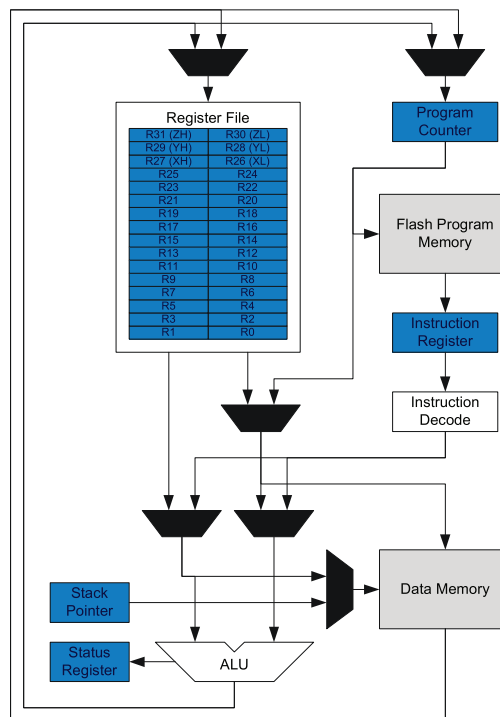 Program
Counter
Register File
R31 (ZH) R30 (ZL)
R29 (YH) R28 (YL)
R27 (XH) R26 (XL)
R25 R24
R23 R22
R21 R20
R19 R18
R17 R16
R15 R14
R13 R12
R11 R10
R9 R8
R7 R6
R5 R4
R3 R2
R1 R0
Flash Program
Memory
Instruction
Register
Instruction
Decode
Data Memory
Stack
Pointer
Status
Register
ALU